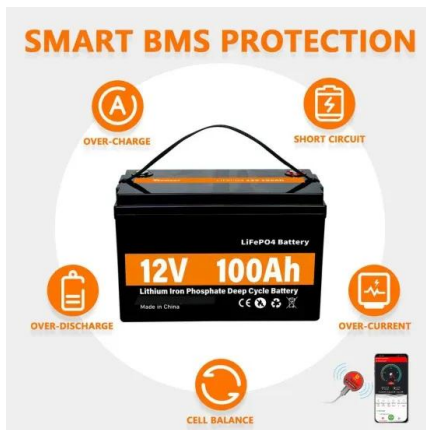 SMART BMS PROTECTION
OVER-CHARGE
SHORT CIRCUIT
LiFePO4 Battery
12V 100Ah
Lithium Iron Phosphate Deep Cycle Battery
Made in China
OVER-DISCHARGE
OVER-CURRENT
CELL BALANCE